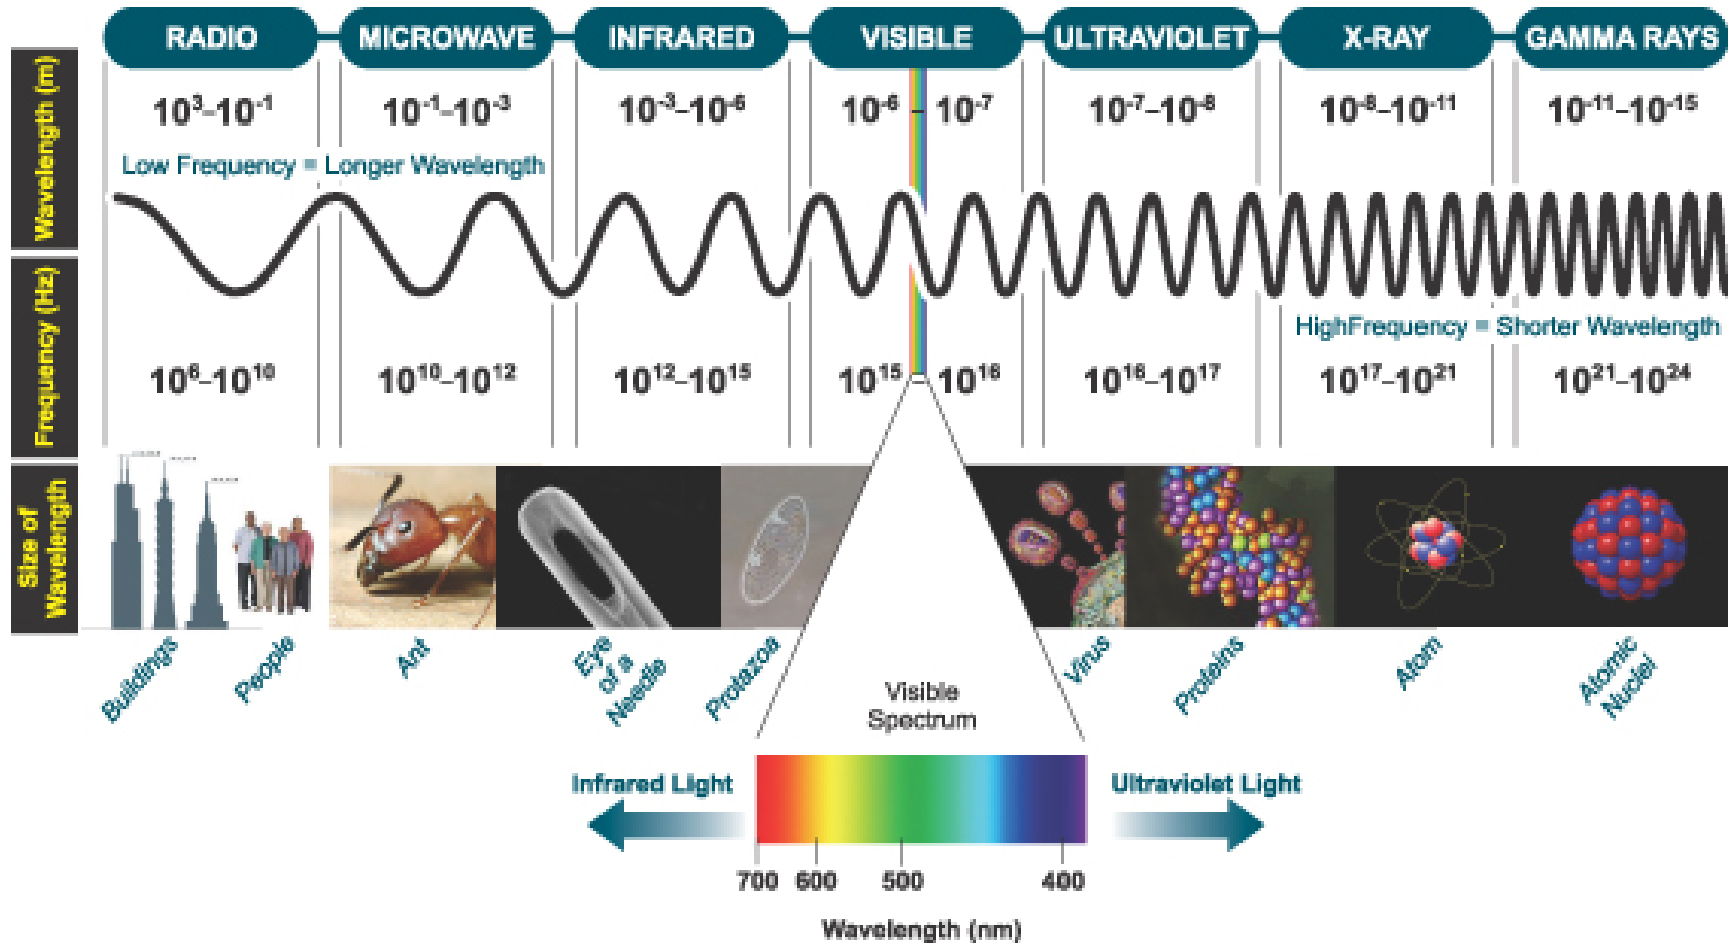 RADIO MICROWAVE INFRARED VISIBLE ULTRAVIOLET X-RAY GAMMA RAYS
Wavelength (m)
10³–10⁻¹ 10⁻¹–10⁻³ 10⁻³–10⁻⁶ 10⁻⁶ – 10⁻⁷ 10⁻⁷–10⁻⁸ 10⁻⁸–10⁻¹¹ 10⁻¹¹–10⁻¹⁵
Low Frequency = Longer Wavelength
Frequency (Hz)
HighFrequency = Shorter Wavelength
10⁶–10¹⁰ 10¹⁰–10¹² 10¹²–10¹⁵ 10¹⁵ – 10¹⁶ 10¹⁶–10¹⁷ 10¹⁷–10²¹ 10²¹–10²⁴
Size of
Wavelength
Buildings
People
Ant
Eye
of a
Needle
Protazoa
Virus
Proteins
Atom
Atomic
Nuclei
Visible
Spectrum
Infrared Light
Ultraviolet Light
700 600 500 400
Wavelength (nm)